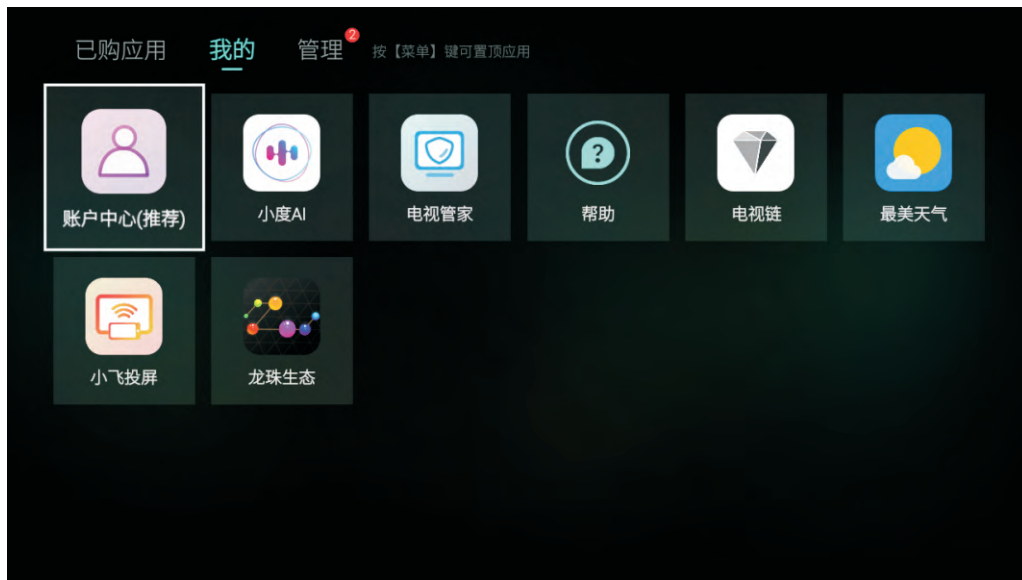 已购应用 我的 管理 2 按【菜单】键可置顶应用
账户中心(推荐) 小度AI 电视管家 帮助 电视链 最美天气
小飞投屏 龙珠生态